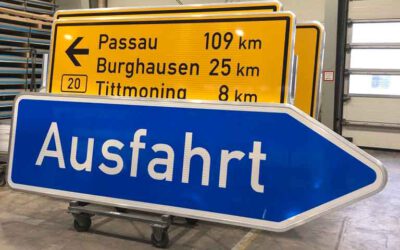 Passau 109 km
Burghausen 25 km
20 Tittmoning 8 km
Ausfahrt